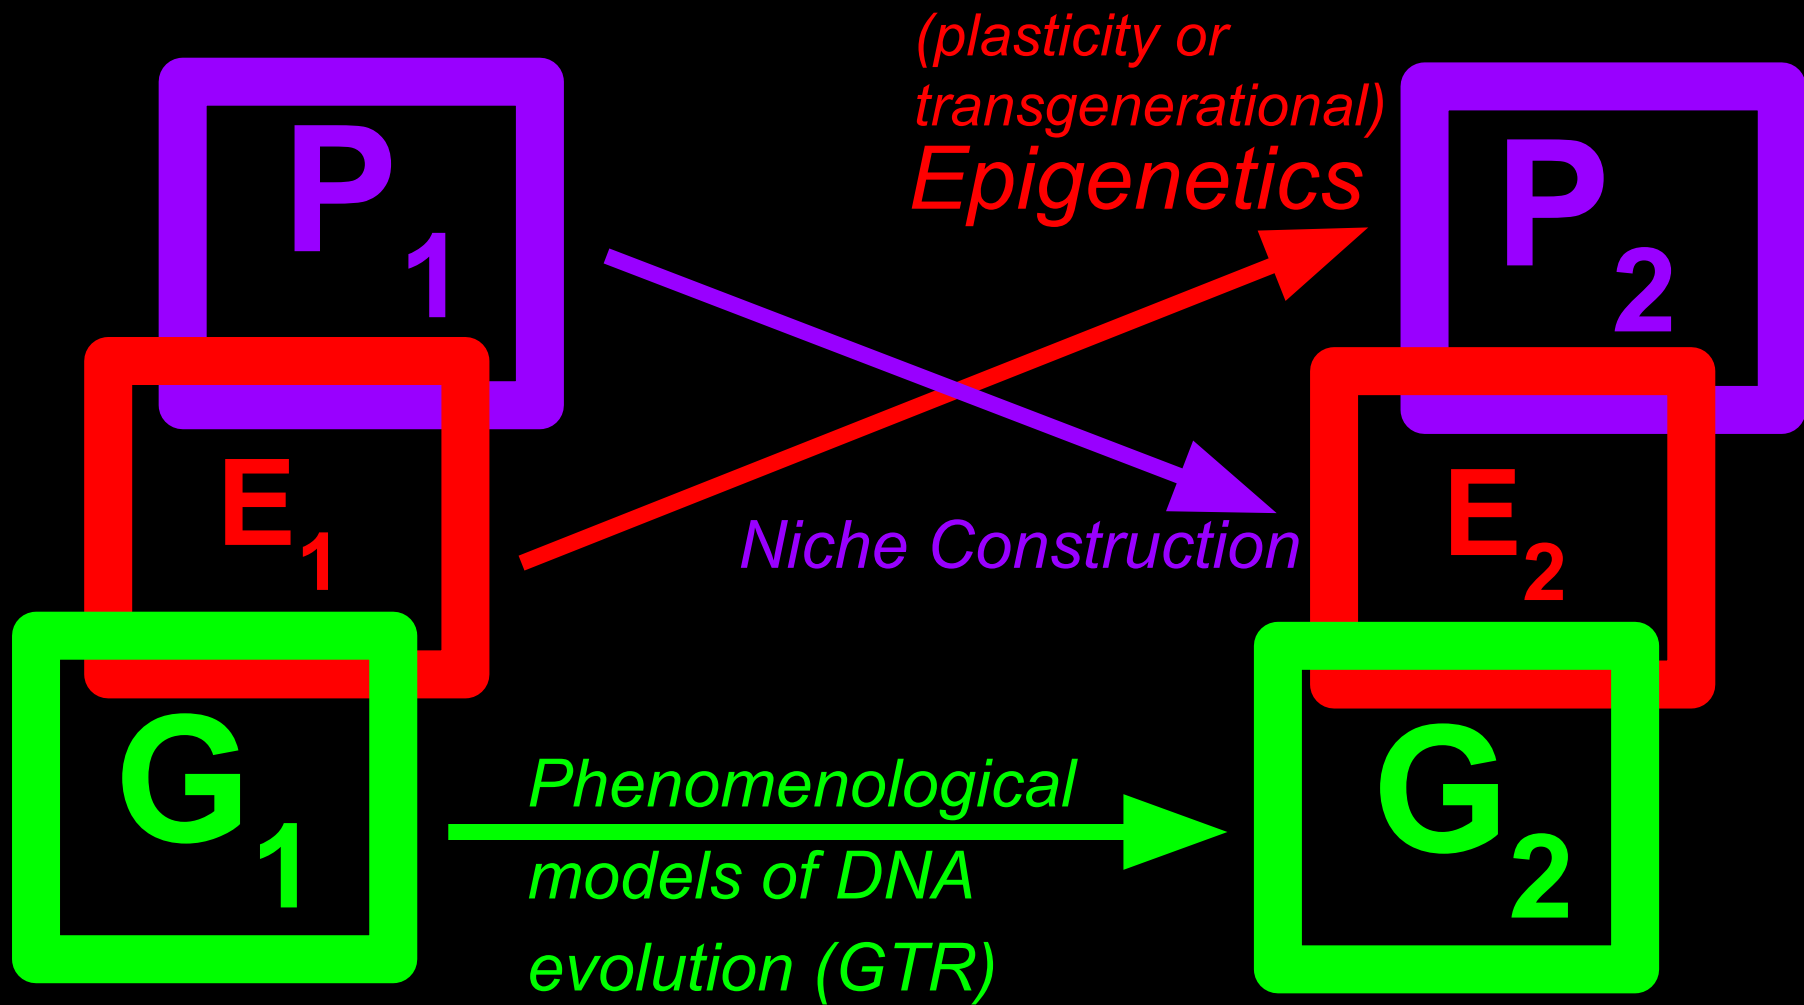 (plasticity or
transgenerational)
Epigenetics
P1
P2
E1
Niche Construction
E2
G1
Phenomenological
models of DNA
evolution (GTR)
G2